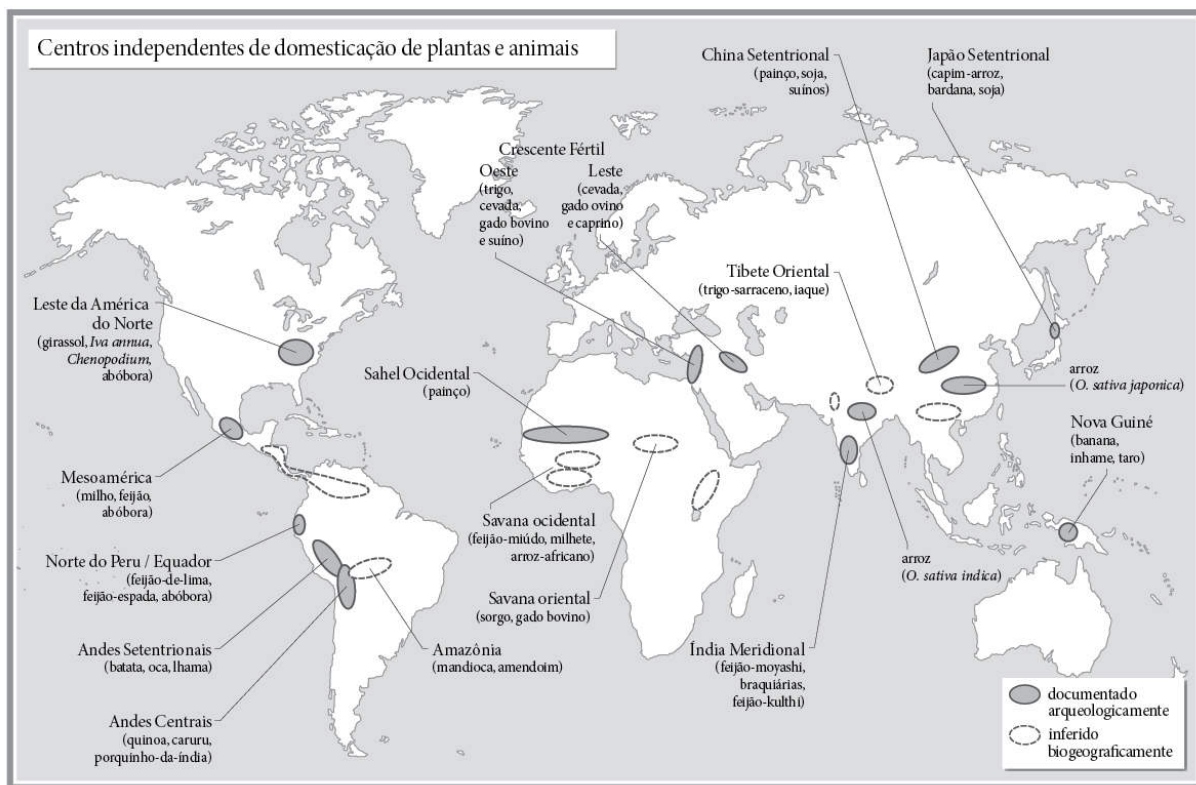 Centros independentes de domesticação de plantas e animais
China Setentrional
(painço, soja,
suínos)
Japão Setentrional
(capim-arroz,
bardana, soja)
Crescente Fértil
Oeste
(trigo,
cevada,
gado bovino
e suíno)
Leste
(cevada,
gado ovino
e caprino)
Tibete Oriental
(trigo-sarraceno, iaque)
Leste da América
do Norte
(girassol, Iva annua,
Chenopodium,
abóbora)
Sahel Ocidental
(painço)
arroz
(O. sativa japonica)
Nova Guiné
(banana,
inhame, taro)
Mesoamérica
(milho, feijão,
abóbora)
Savana ocidental
(feijão-miúdo, milhete,
arroz-africano)
Norte do Peru / Equador
(feijão-de-lima,
feijão-espada, abóbora)
arroz
(O. sativa indica)
Savana oriental
(sorgo, gado bovino)
Andes Setentrionais
(batata, oca, lhama)
Amazônia
(mandioca, amendoim)
Índia Meridional
(feijão-moyashi,
braquiárias,
feijão-kulthi)
Andes Centrais
(quinoa, caruru,
porquinho-da-índia)
documentado
arqueologicamente
inferido
biogeograficamente